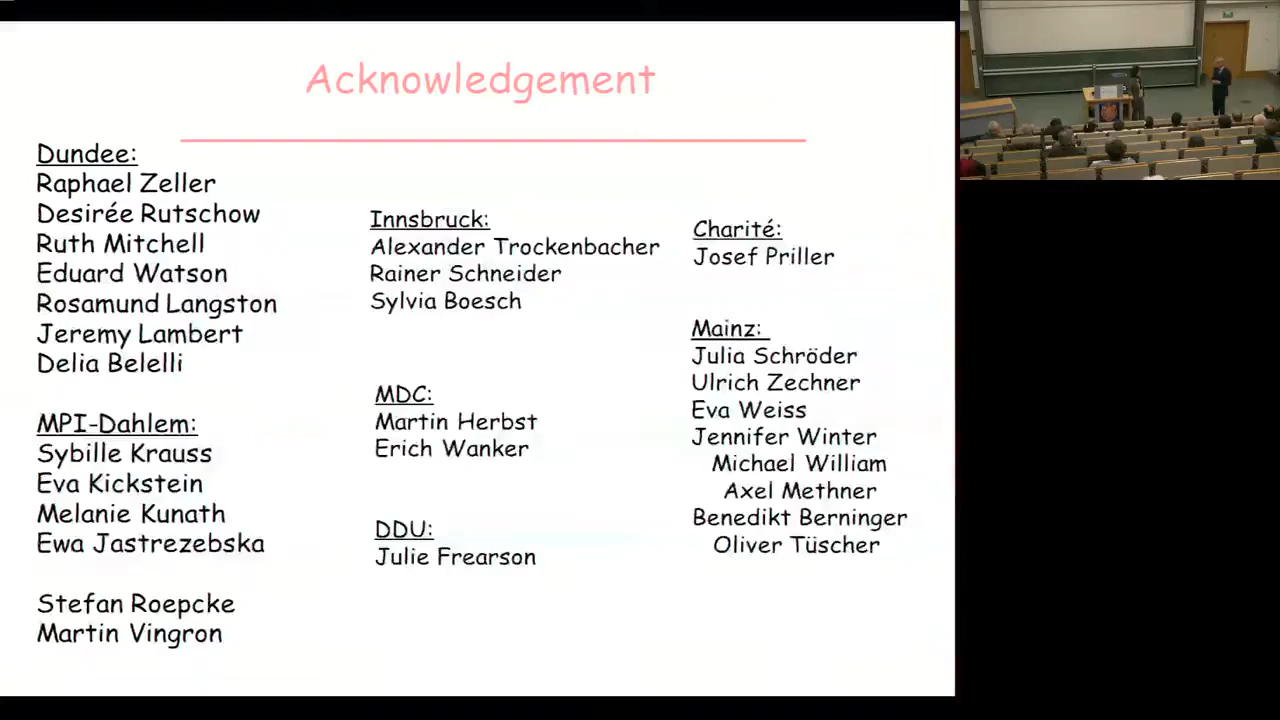 Acknowledgement
Dundee:
Raphael Zeller
Desirée Rutschow
Ruth Mitchell
Eduard Watson
Rosamund Langston
Jeremy Lambert
Delia Belelli
MPI-Dahlem:
Sybille Krauss
Eva Kickstein
Melanie Kunath
Ewa Jastrezebska
Stefan Roepcke
Martin Vingron
Innsbruck:
Alexander Trockenbacher
Rainer Schneider
Sylvia Boesch
MDC:
Martin Herbst
Erich Wanker
DDU:
Julie Frearson
Charité:
Josef Priller
Mainz:
Julia Schröder
Ulrich Zechner
Eva Weiss
Jennifer Winter
Michael William
Axel Methner
Benedikt Berninger
Oliver Tüscher